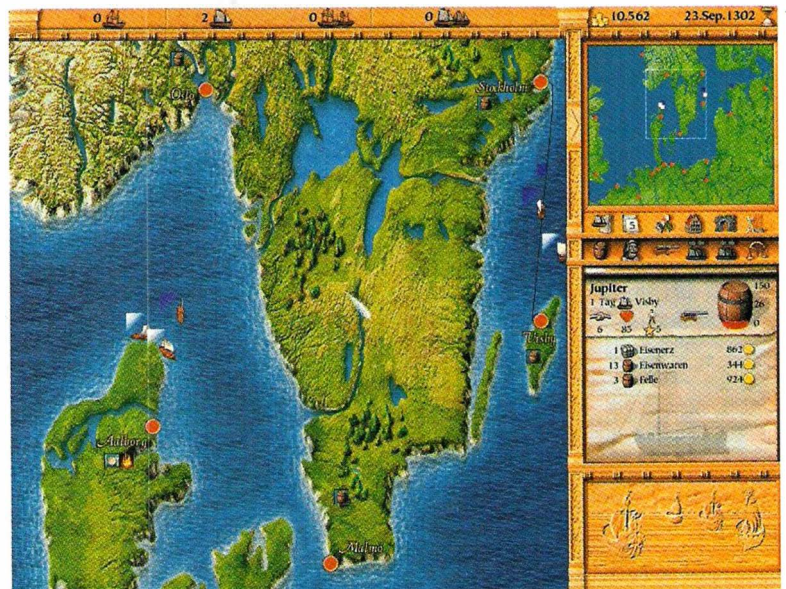 0 2 0 0
10.562 23.Sep.1302
Oslo
Stockholm
5
Jupiter
1 Tag Visby
150
26
0
6 85 5
1 Eisenerz 862
13 Eisenwaren 344
3 Felle 924
Visby
Aalborg
Malmö